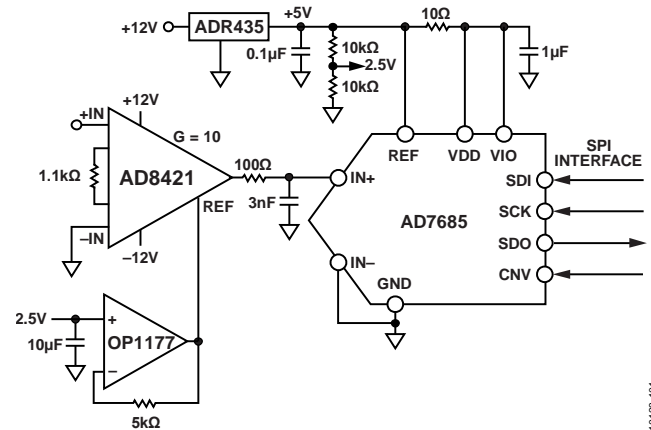 +12V
ADR435
+5V
0.1µF
10kΩ
2.5V
10kΩ
10Ω
1µF
+IN
+12V
G = 10
1.1kΩ
AD8421
100Ω
3nF
REF
–IN
–12V
REF
VDD
VIO
IN+
AD7685
IN–
GND
SPI
INTERFACE
SDI
SCK
SDO
CNV
2.5V
10µF
+
OP1177
–
5kΩ